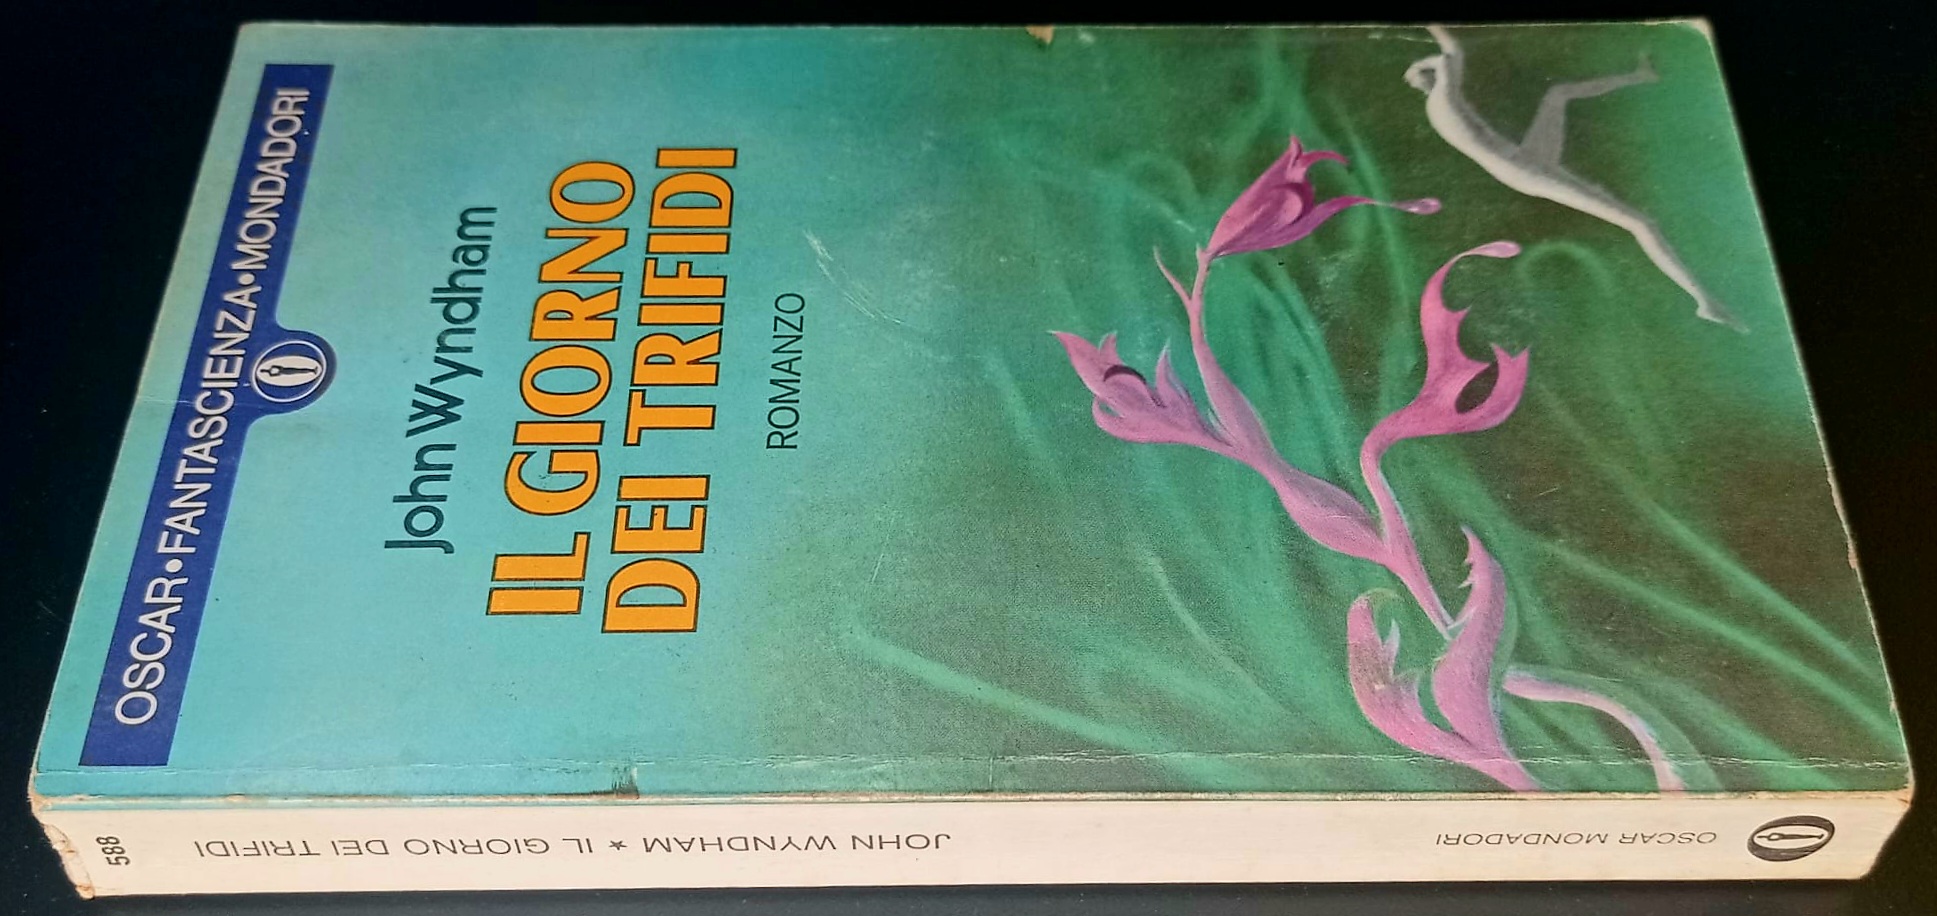 OSCAR•FANTASCIENZA•MONDADORI
John Wyndham
IL GIORNO
DEI TRIFIDI
ROMANZO
588
JOHN WYNDHAM ★ IL GIORNO DEI TRIFIDI
OSCAR MONDADORI